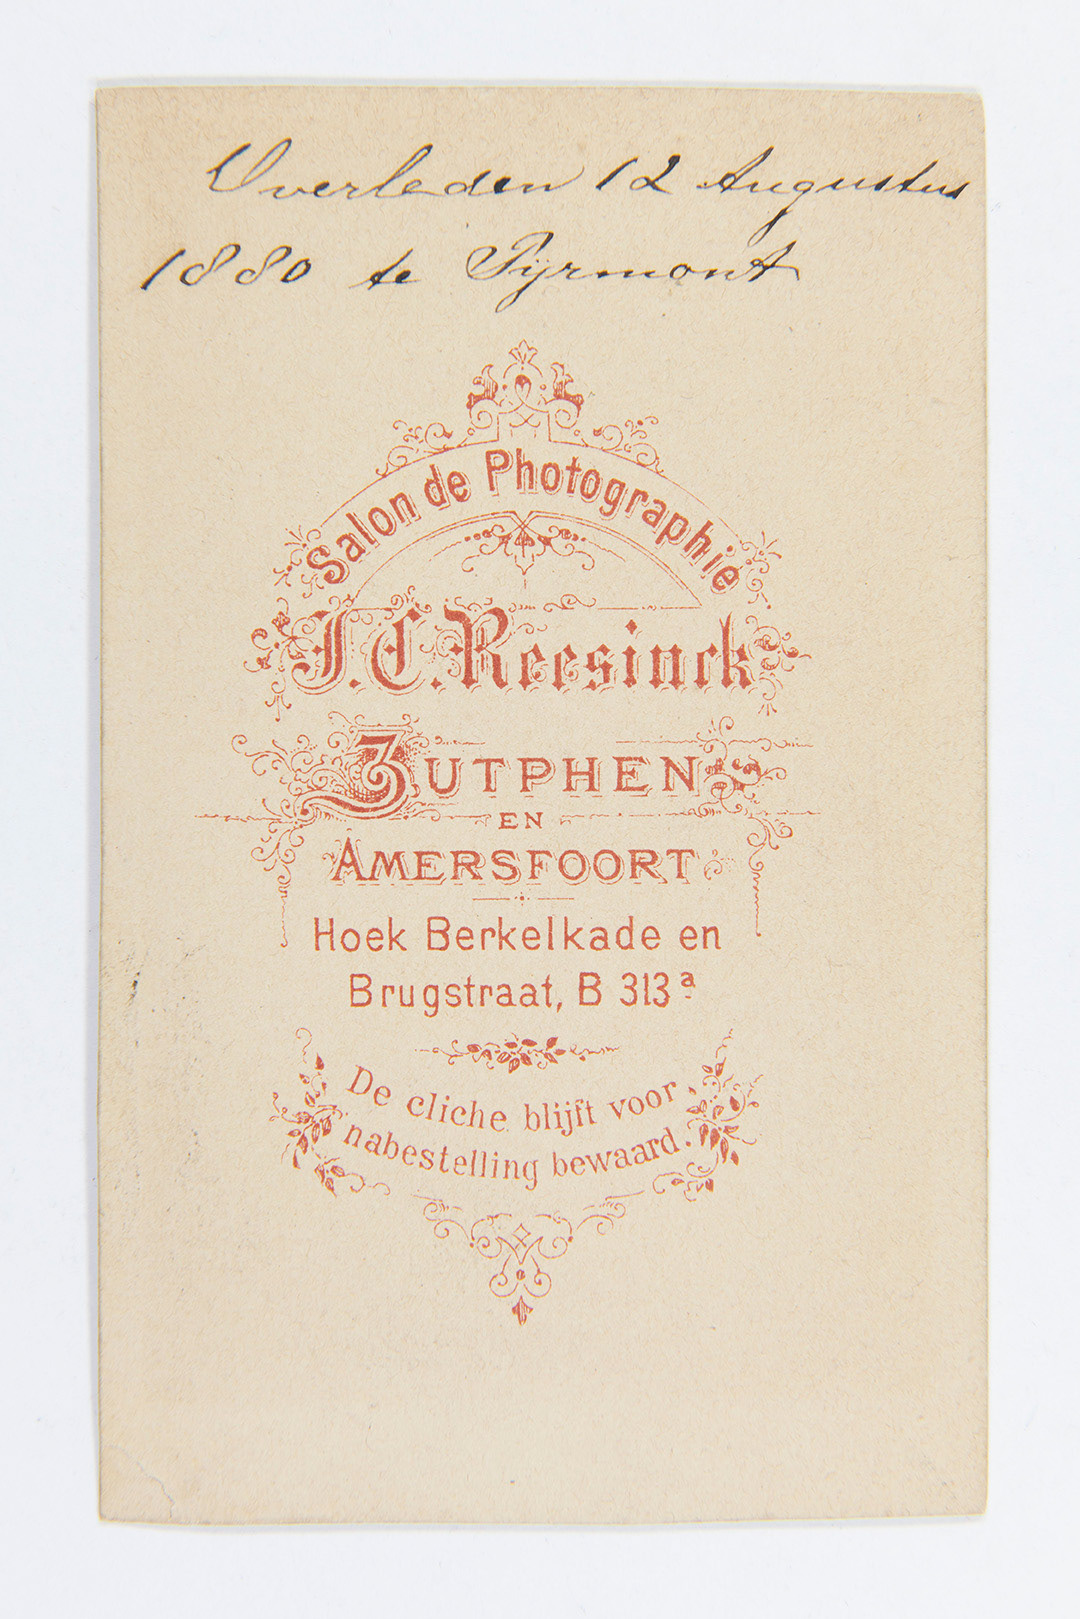 Overleden 12 Augustus
1880 te Pyrmont
Salon de Photographie
J. C. Reesinck
ZUTPHEN
EN
AMERSFOORT
Hoek Berkelkade en
Brugstraat, B 313ª
De cliche blijft voor
nabestelling bewaard.